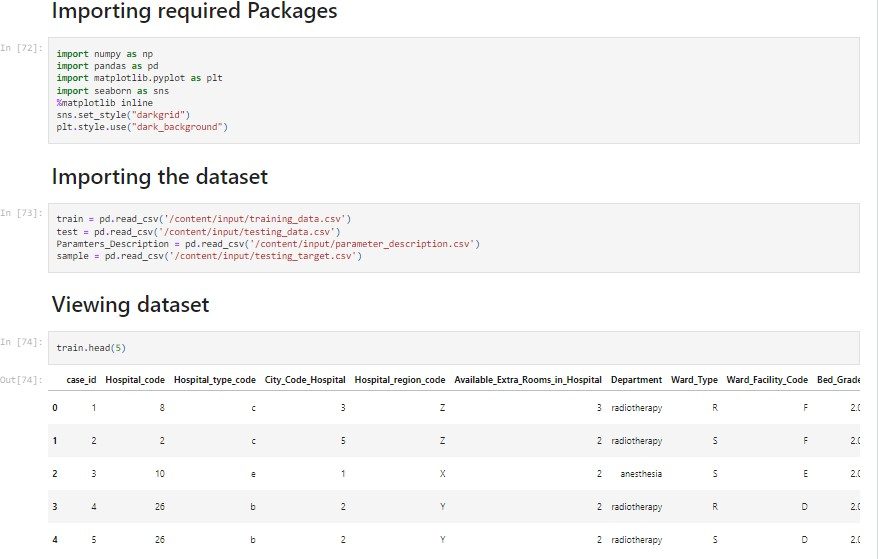 Importing required Packages
In [72]:
import numpy as np
import pandas as pd
import matplotlib.pyplot as plt
import seaborn as sns
%matplotlib inline
sns.set_style("darkgrid")
plt.style.use("dark_background")
Importing the dataset
In [73]:
train = pd.read_csv('/content/input/training_data.csv')
test = pd.read_csv('/content/input/testing_data.csv')
Paramters_Description = pd.read_csv('/content/input/parameter_description.csv')
sample = pd.read_csv('/content/input/testing_target.csv')
Viewing dataset
In [74]:
train.head(5)
Out[74]:
case_id Hospital_code Hospital_type_code City_Code_Hospital Hospital_region_code Available_Extra_Rooms_in_Hospital Department Ward_Type Ward_Facility_Code Bed_Grade
0 1 8 c 3 Z 3 radiotherapy R F 2.0
1 2 2 c 5 Z 2 radiotherapy S F 2.0
2 3 10 e 1 X 2 anesthesia S E 2.0
3 4 26 b 2 Y 2 radiotherapy R D 2.0
4 5 26 b 2 Y 2 radiotherapy S D 2.0